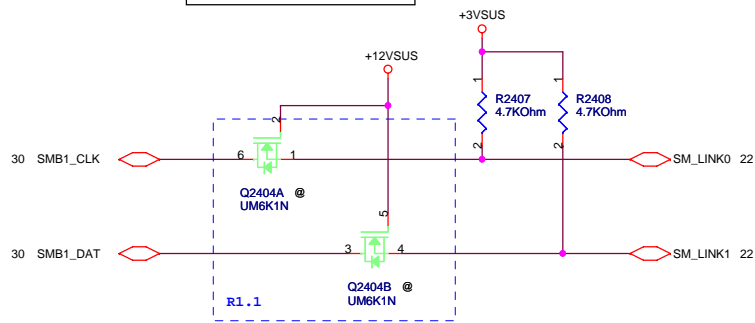 +3VSUS
+12VSUS
1 1
R2407 R2408
4.7KOhm 4.7KOhm
2
2 2
30 SMB1_CLK 6 1 SM_LINK0 22
Q2404A @
UM6K1N
5
30 SMB1_DAT 3 4 SM_LINK1 22
Q2404B @
UM6K1N
R1.1